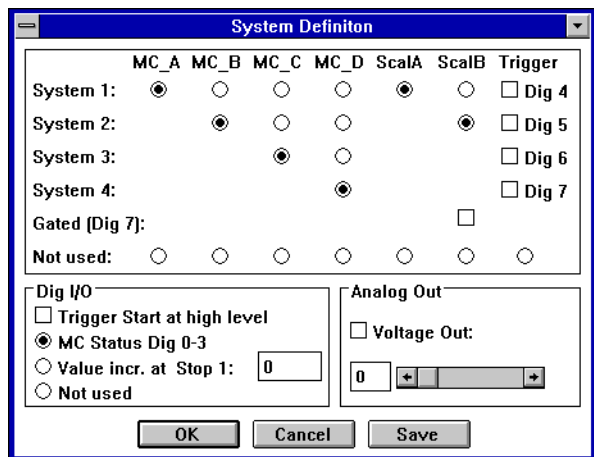 System Definiton
MC_A MC_B MC_C MC_D ScalA ScalB Trigger
System 1: Dig 4
System 2: Dig 5
System 3: Dig 6
System 4: Dig 7
Gated (Dig 7):
Not used:
Dig I/O
Trigger Start at high level
MC Status Dig 0-3
Value incr. at Stop 1: 0
Not used
Analog Out
Voltage Out:
0
OK Cancel Save